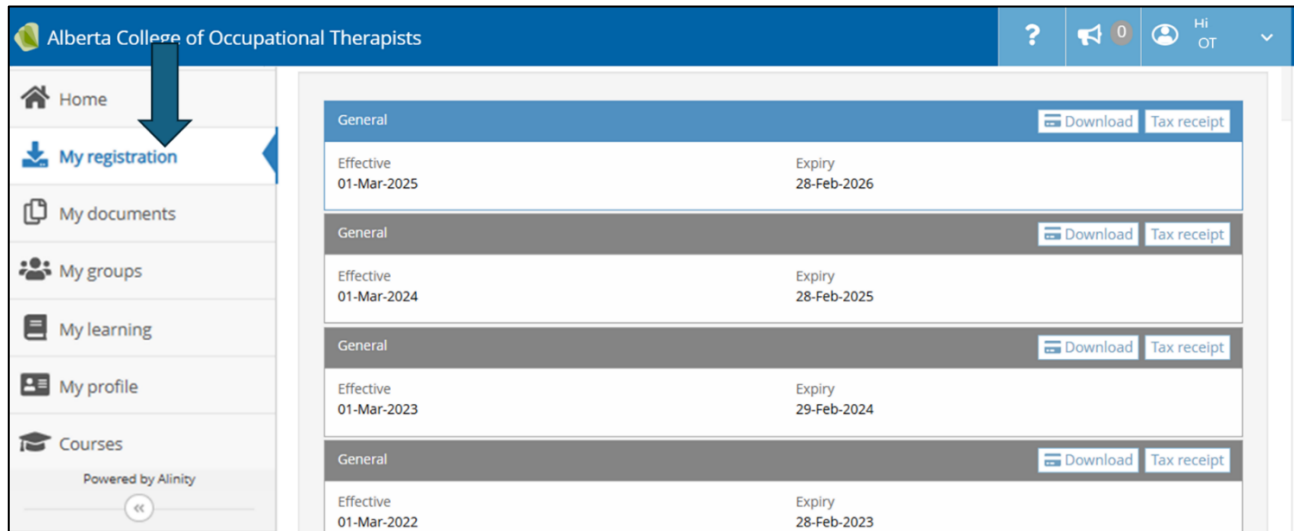 Alberta College of Occupational Therapists
? 0 Hi
OT
Home
My registration
My documents
My groups
My learning
My profile
Courses
Powered by Alinity
«
General Download Tax receipt
Effective Expiry
01-Mar-2025 28-Feb-2026
General Download Tax receipt
Effective Expiry
01-Mar-2024 28-Feb-2025
General Download Tax receipt
Effective Expiry
01-Mar-2023 29-Feb-2024
General Download Tax receipt
Effective Expiry
01-Mar-2022 28-Feb-2023